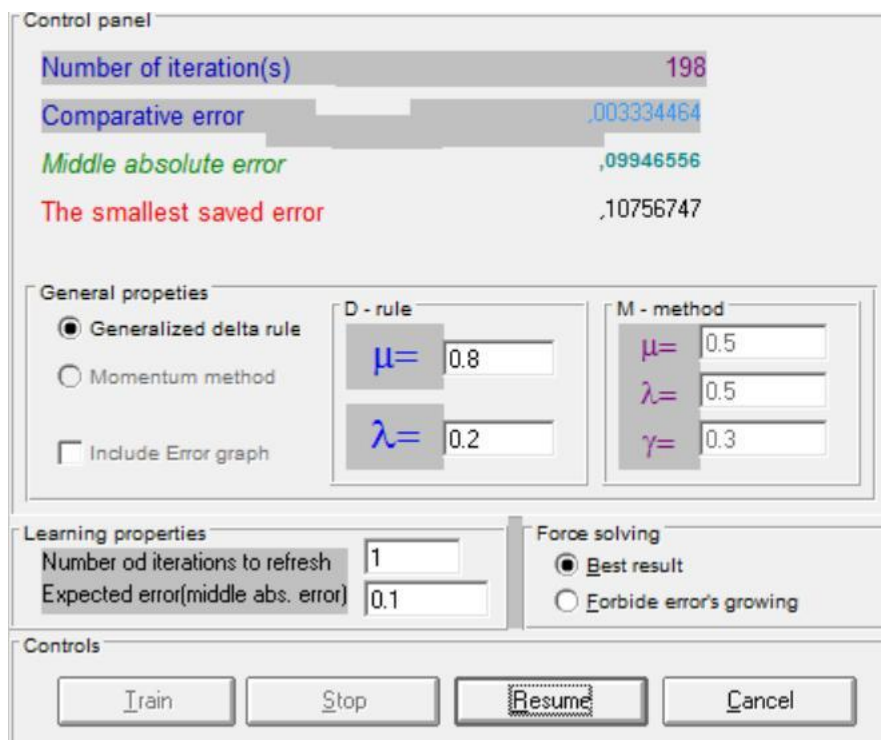 Control panel
Number of iteration(s) 198
Comparative error ,003334464
Middle absolute error ,09946556
The smallest saved error ,10756747
General propeties
Generalized delta rule
Momentum method
Include Error graph
D - rule
μ= 0.8
λ= 0.2
M - method
μ= 0.5
λ= 0.5
γ= 0.3
Learning properties
Number od iterations to refresh 1
Expected error(middle abs. error) 0.1
Force solving
Best result
Forbide error's growing
Controls
Train Stop Resume Cancel